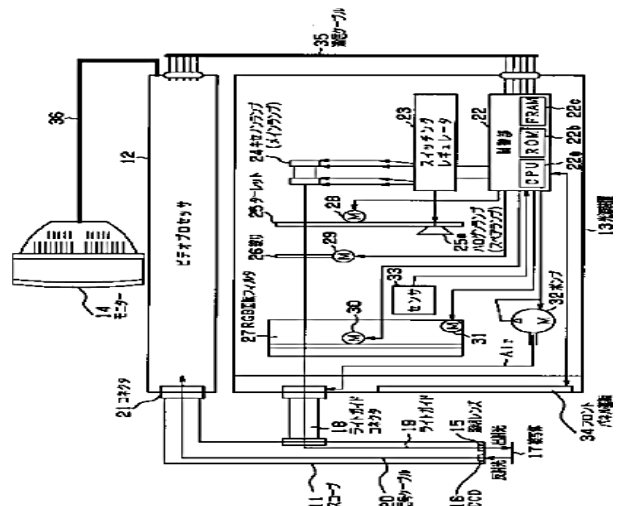 35 通信ケーブル
36
12
ビデオプロセッサ
14
モニター
21 コネクタ
24 キセノンランプ
(メインランプ)
23
スイッチング
レギュレータ
22
制御部
CPU
ROM
FRAM
22a
22b
22c
25 ターレット
28
M
25a
ハロゲンランプ
(スペアランプ)
26 絞り
29
M
33
センサ
27 RGB回転フィルタ
30
M
31
M
32 ポンプ
P
M
Air
13 光源装置
18
ライトガイド
コネクタ
19
ライトガイド
34 フロント
パネル基板
11
スコープ
20
信号ケーブル
15
照射レンズ
16
CCD
反射光
出射光
17 被写体